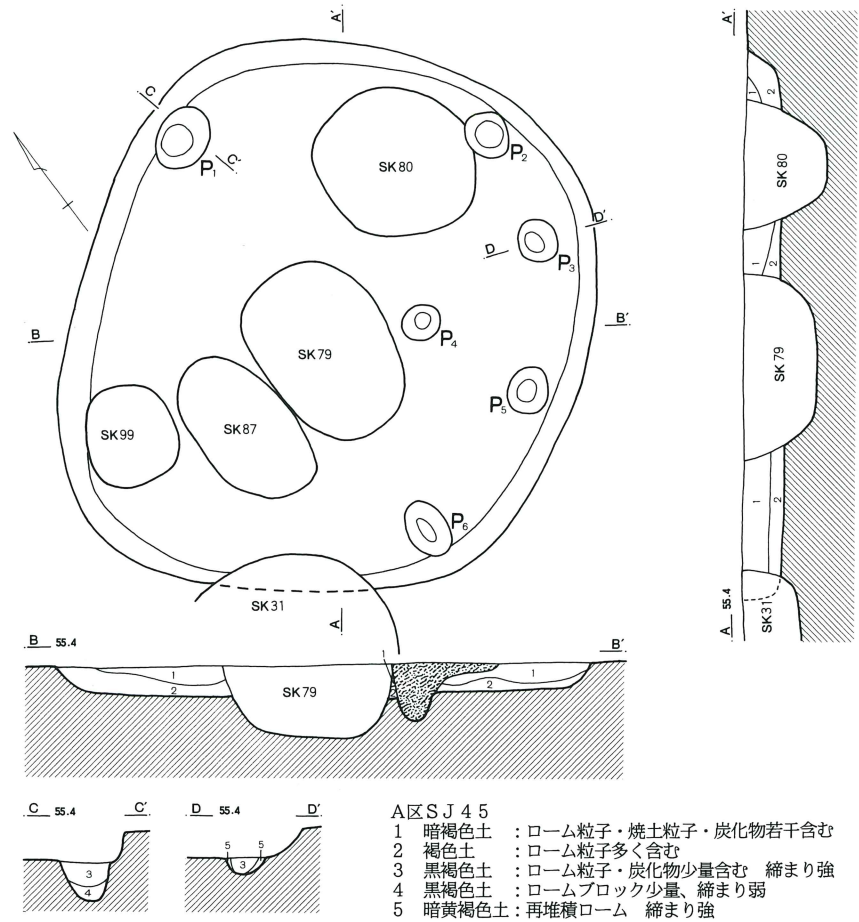 A′
A′
C
P1
C′
SK80
P2
1
2
SK80
D′
D
P3
1
2
B
B′
P4
SK79
SK79
P5
SK99
SK87
P6
1
2
SK31
A
A 55.4
SK31
B 55.4
1
B′
1
2
SK79
1
2
C 55.4 C′
D 55.4 D′
3
4
5
3
5
A区SJ45
1 暗褐色土 :ローム粒子・焼土粒子・炭化物若干含む
2 褐色土 :ローム粒子多く含む
3 黒褐色土 :ローム粒子・炭化物少量含む 締まり強
4 黒褐色土 :ロームブロック少量、締まり弱
5 暗黄褐色土:再堆積ローム 締まり強